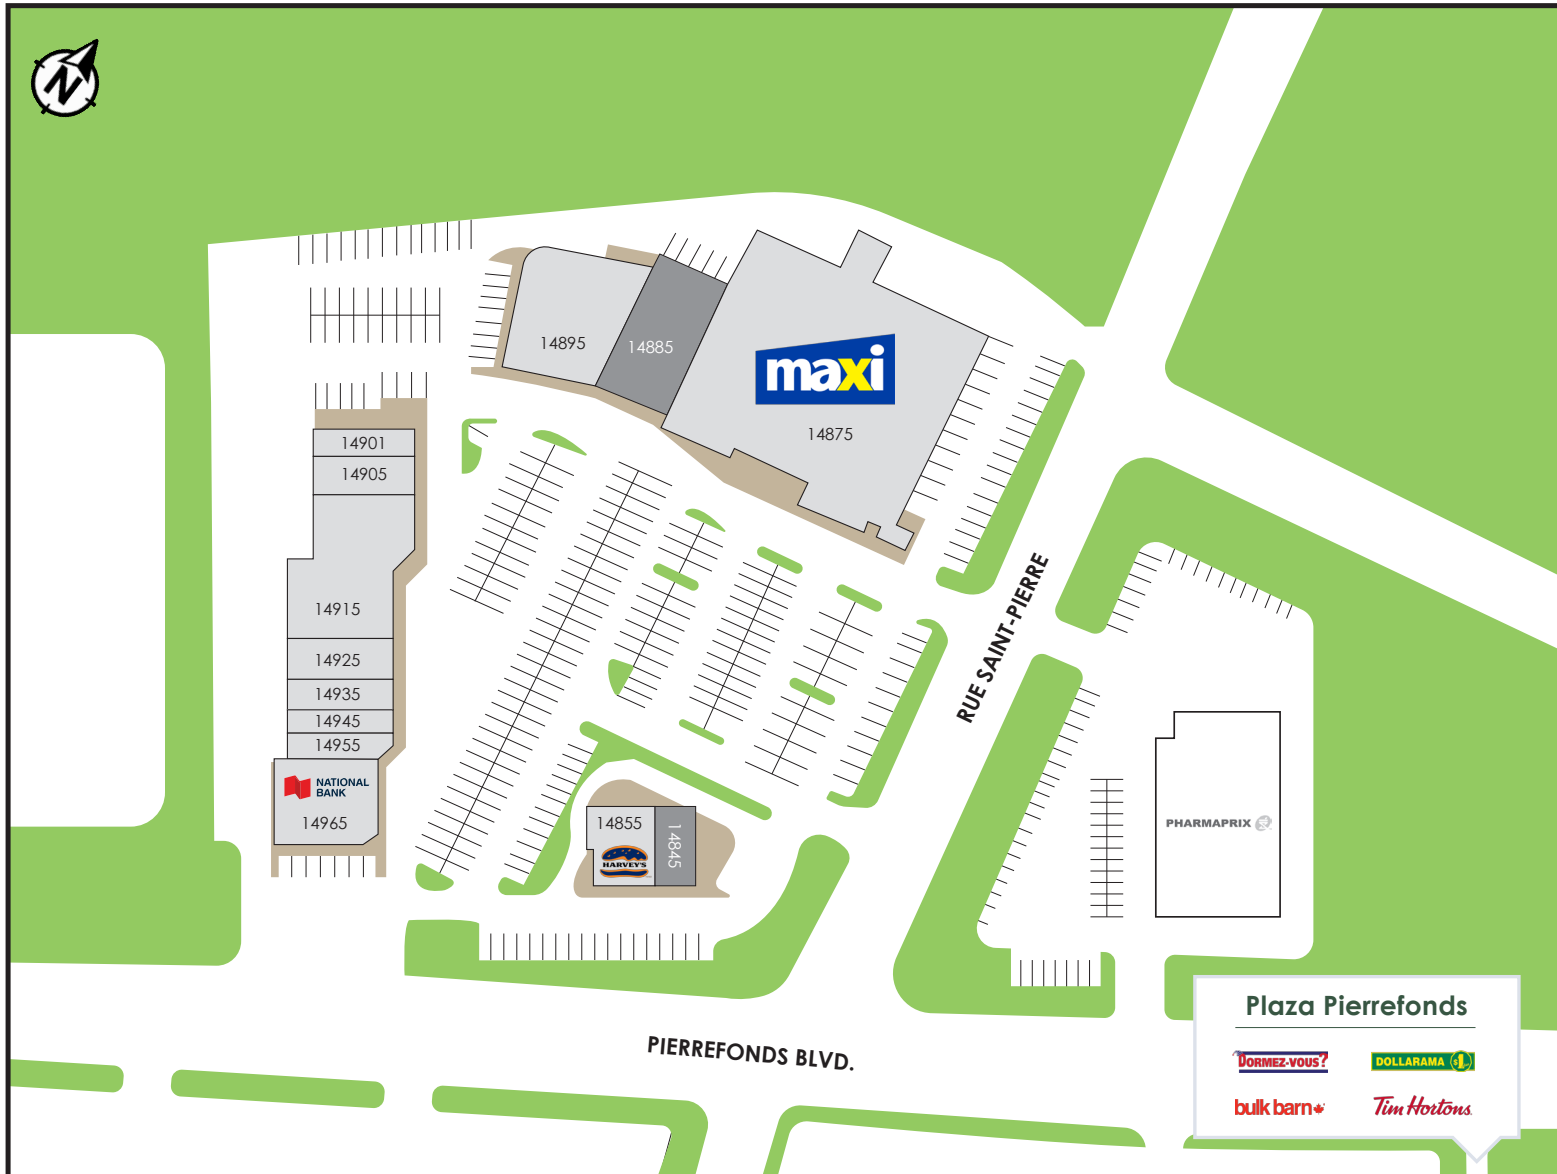 N
14895
14885
maxi
14875
14901
14905
14915
14925
14935
14945
14955
NATIONAL
BANK
14965
14855
HARVEY'S
14845
RUE SAINT-PIERRE
PHARMAPRIX
PIERREFONDS BLVD.
Plaza Pierrefonds
DORMEZ-VOUS?
DOLLARAMA $1
bulk barn
Tim Hortons